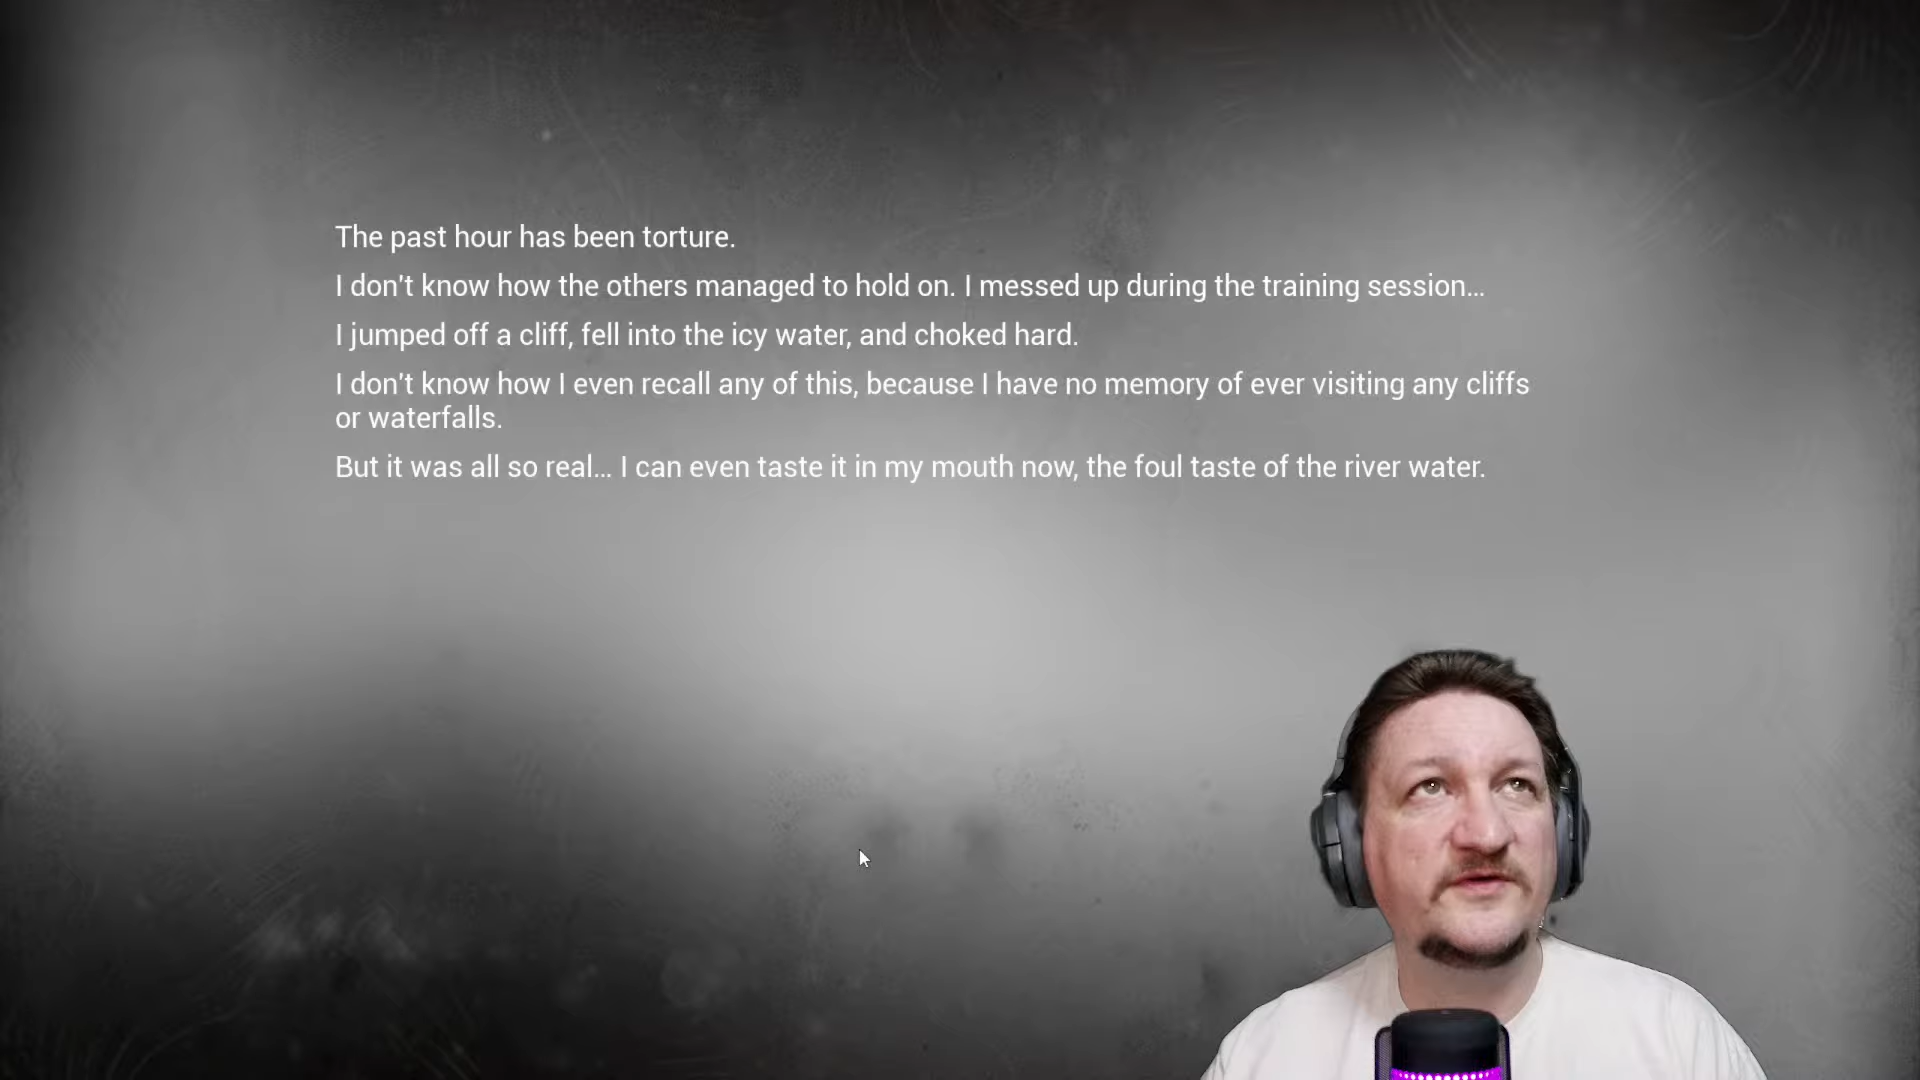 The past hour has been torture.
I don't know how the others managed to hold on. I messed up during the training session...
I jumped off a cliff, fell into the icy water, and choked hard.
I don't know how I even recall any of this, because I have no memory of ever visiting any cliffs
or waterfalls.
But it was all so real... I can even taste it in my mouth now, the foul taste of the river water.